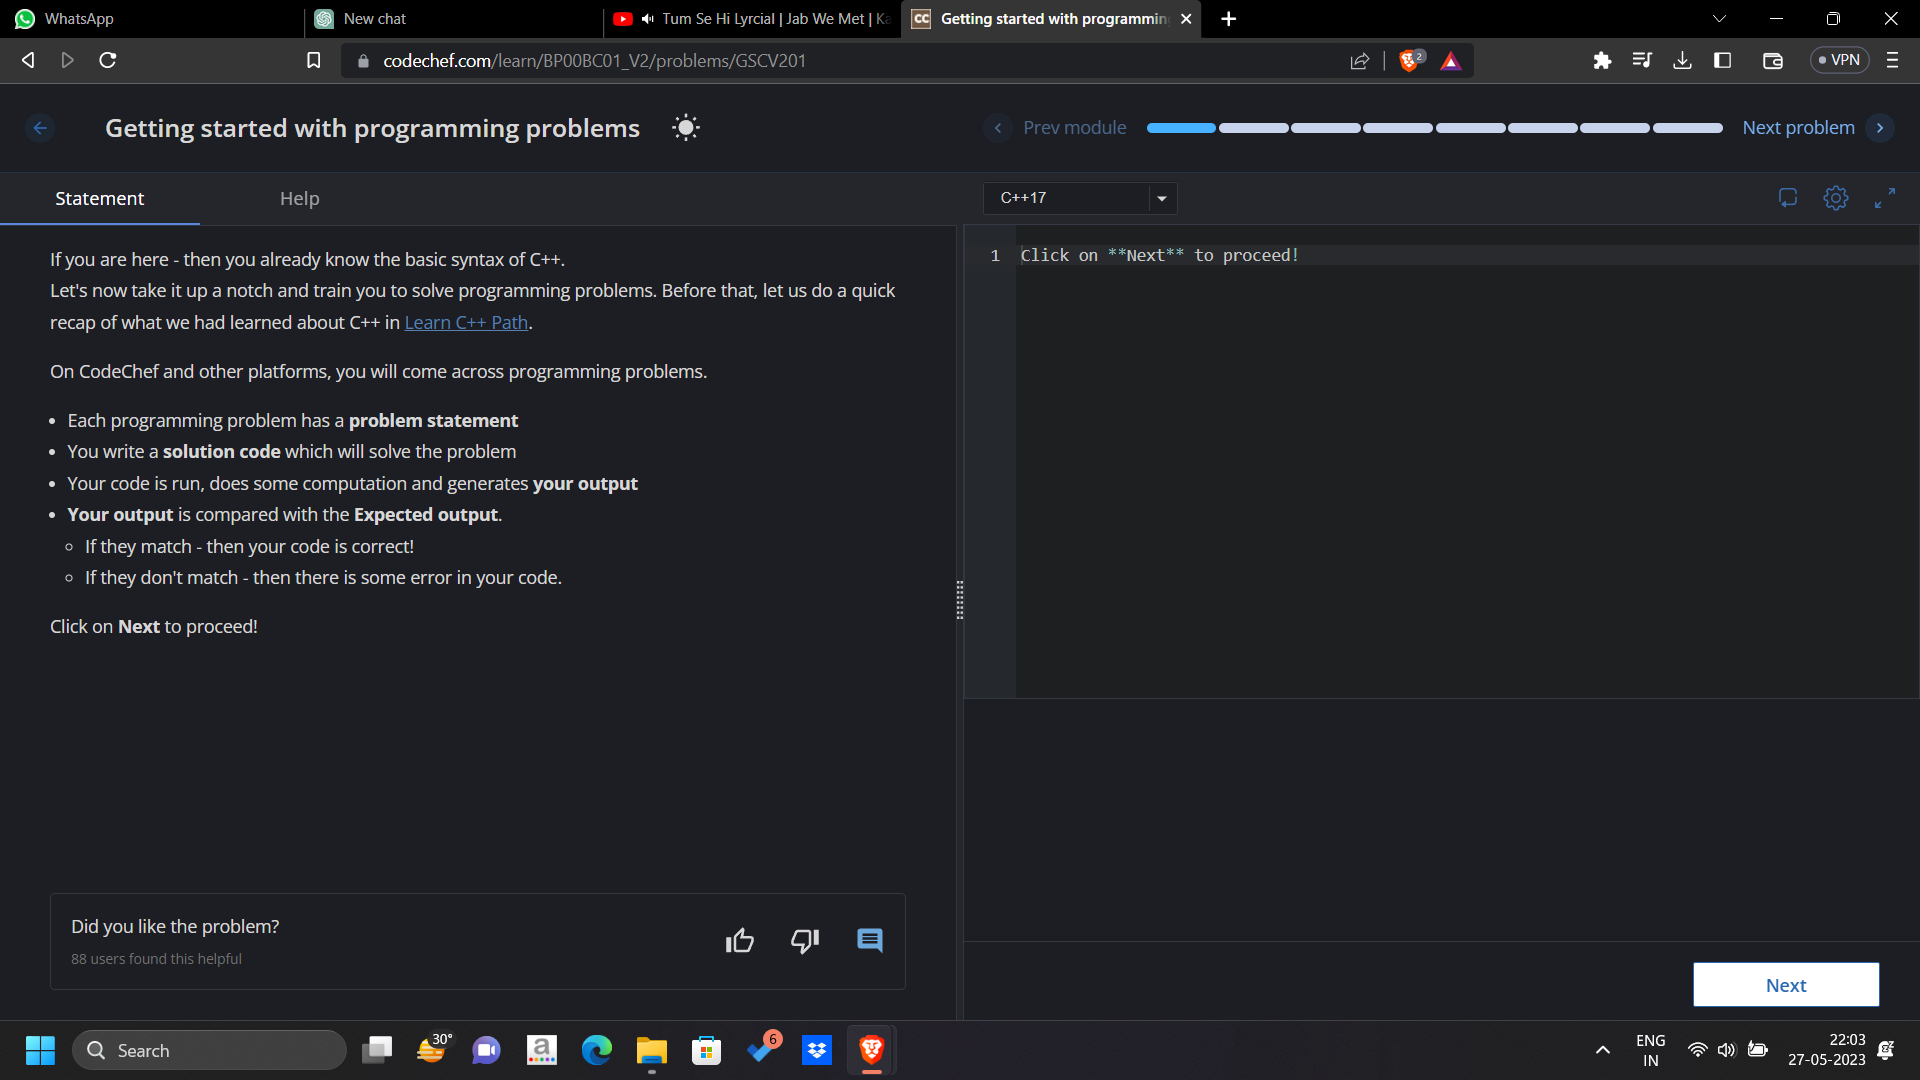 WhatsApp
New chat
Tum Se Hi Lyrcial | Jab We Met | Ka
CC
Getting started with programming
codechef.com/learn/BP00BC01_V2/problems/GSCV201
2
VPN
Getting started with programming problems
Prev module
Next problem
Statement
Help
C++17
If you are here - then you already know the basic syntax of C++.
Let's now take it up a notch and train you to solve programming problems. Before that, let us do a quick
recap of what we had learned about C++ in Learn C++ Path.
On CodeChef and other platforms, you will come across programming problems.
• Each programming problem has a problem statement
• You write a solution code which will solve the problem
• Your code is run, does some computation and generates your output
• Your output is compared with the Expected output.
◦ If they match - then your code is correct!
◦ If they don't match - then there is some error in your code.
Click on Next to proceed!
1 Click on **Next** to proceed!
Did you like the problem?
88 users found this helpful
Next
Search
30°
a
6
ENG
IN
22:03
27-05-2023